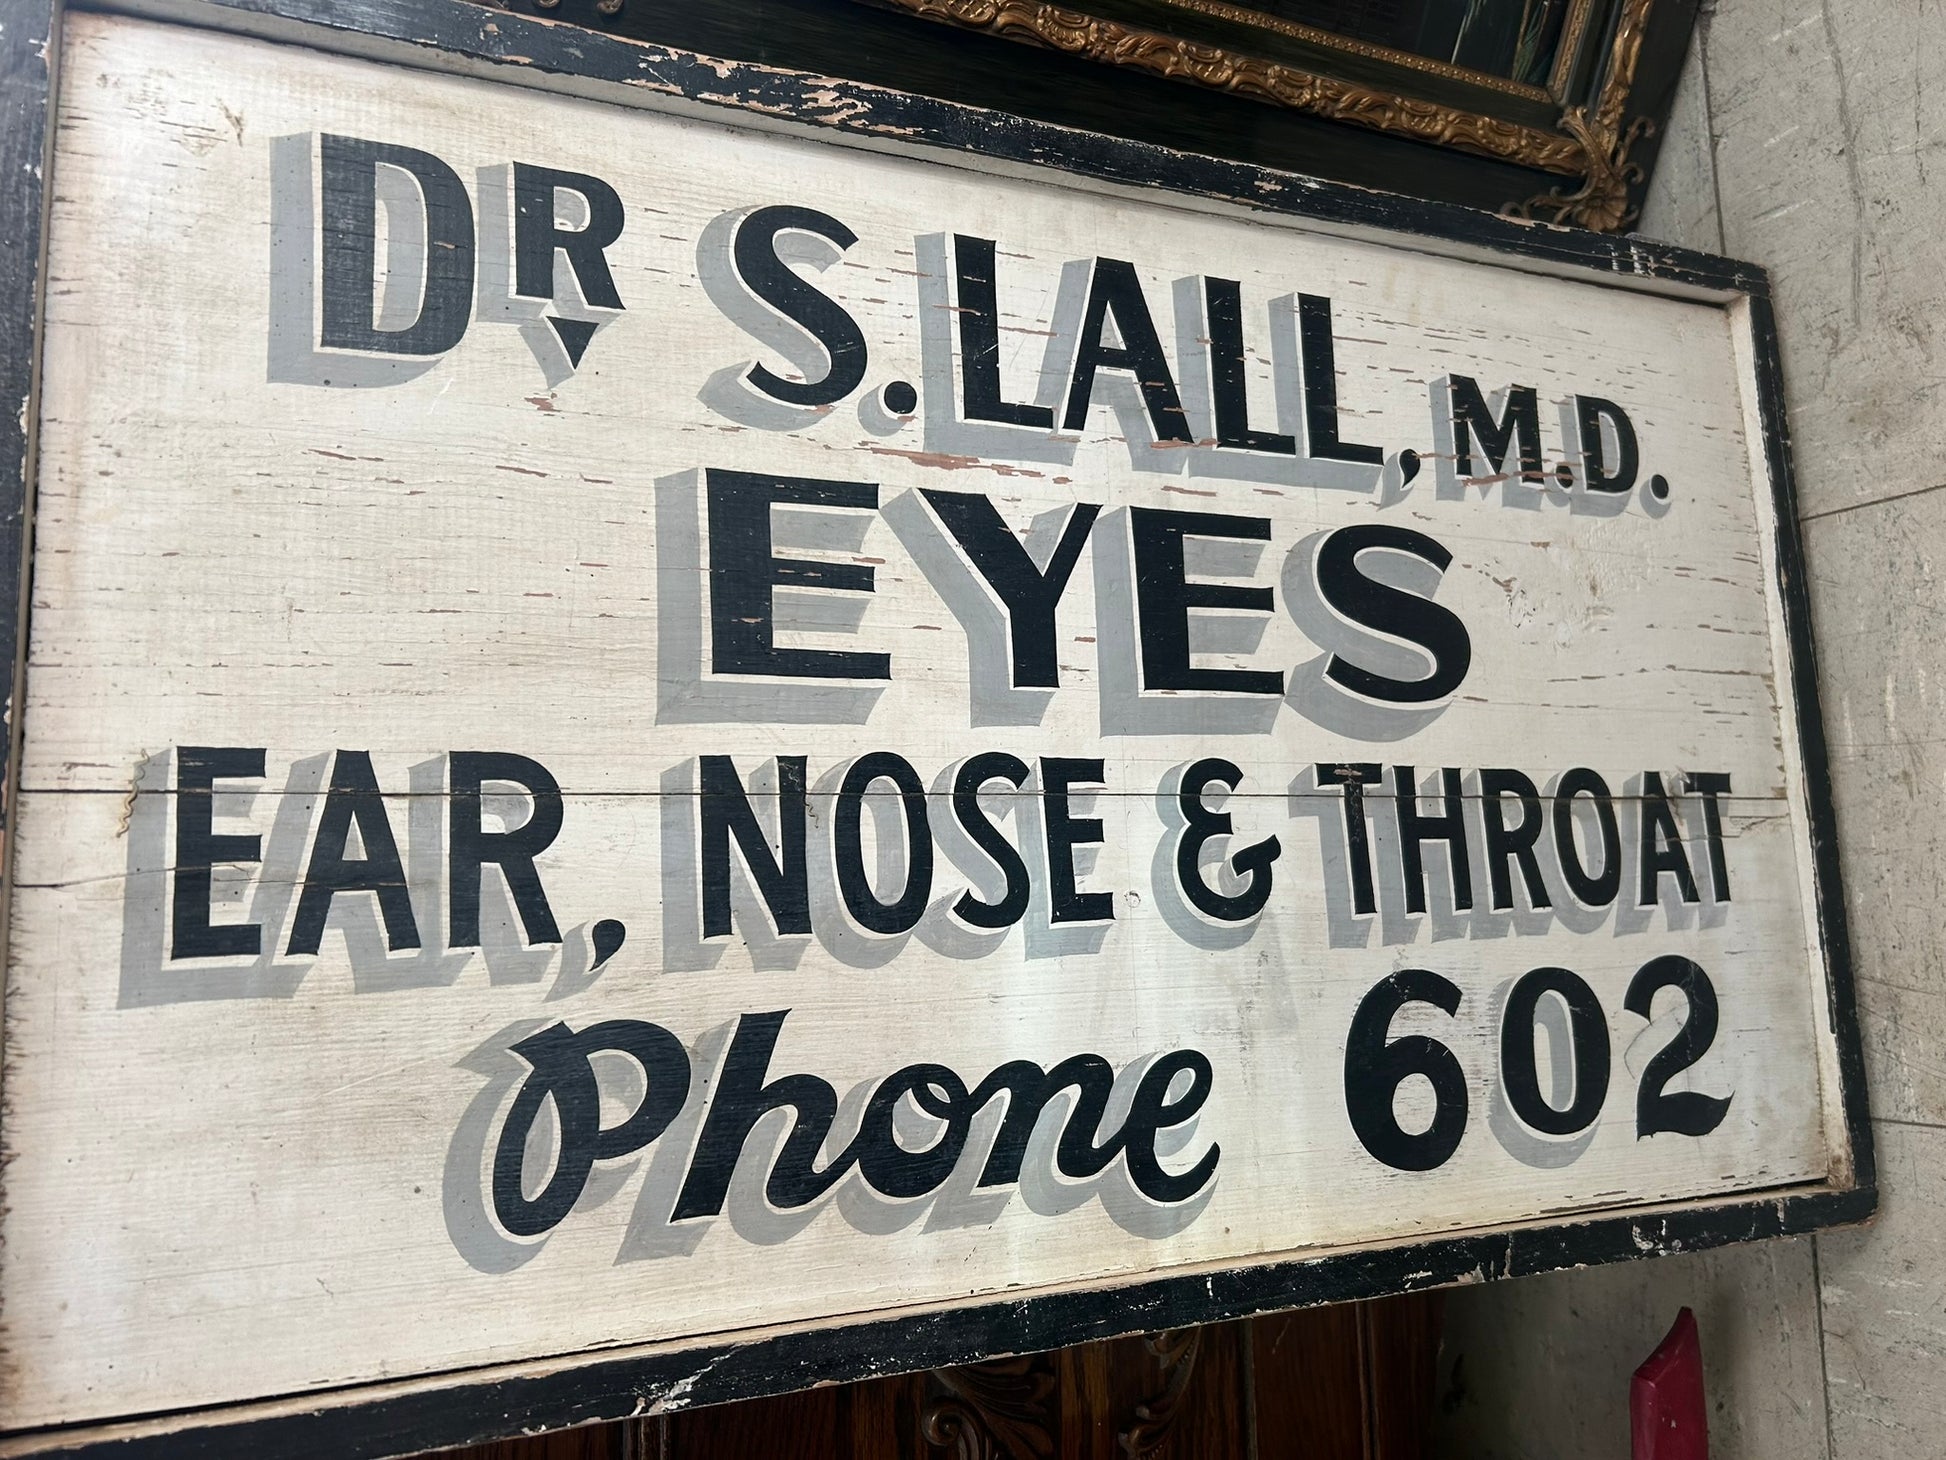 DR S. LALL, M.D.
EYES
EAR, NOSE & THROAT
Phone 602